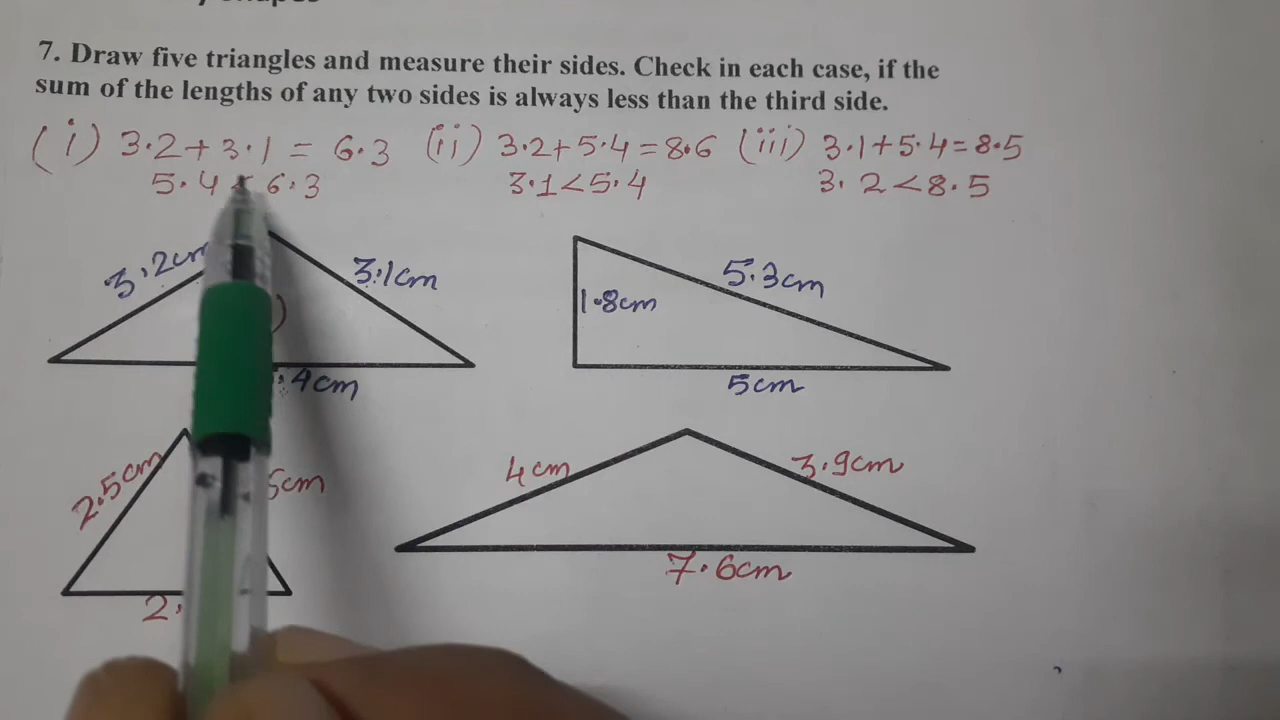 7. Draw five triangles and measure their sides. Check in each case, if the
sum of the lengths of any two sides is always less than the third side.
(i) 3.2+3.1 = 6.3 (ii) 3.2+5.4=8.6 (iii) 3.1+5.4=8.5
5.4 < 6.3 3.1<5.4 3.2<8.5
3.2cm 3.1cm 5.3cm
1.8cm
.4cm 5cm
2.5cm 5cm 4cm 3.9cm
7.6cm
2.